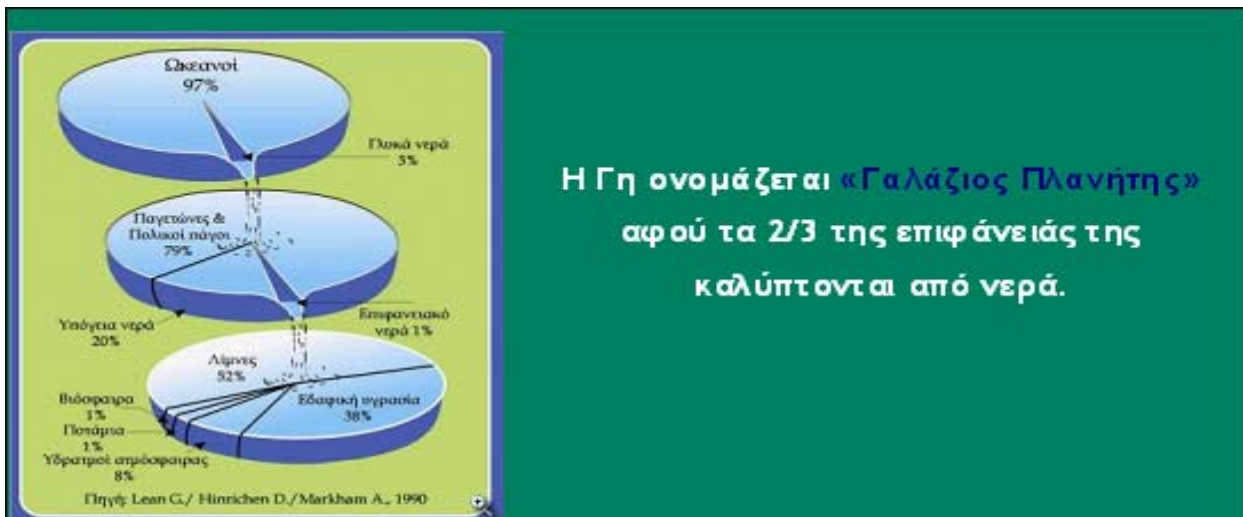 Ωκεανοί
97%
Γλυκά νερά
3%
Παγετώνες &
Πολικοί πάγοι
79%
Υπόγεια νερά
20%
Επιφανειακό
νερό 1%
Λίμνες
52%
Εδαφική υγρασία
38%
Βιόσφαιρα
1%
Ποτάμια
1%
Υδρατμοί ατμόσφαιρας
8%
Πηγή: Lean G./ Hinrichen D./Markham A., 1990
Η Γη ονομάζεται «Γαλάζιος Πλανήτης»
αφού τα 2/3 της επιφάνειάς της
καλύπτονται από νερά.